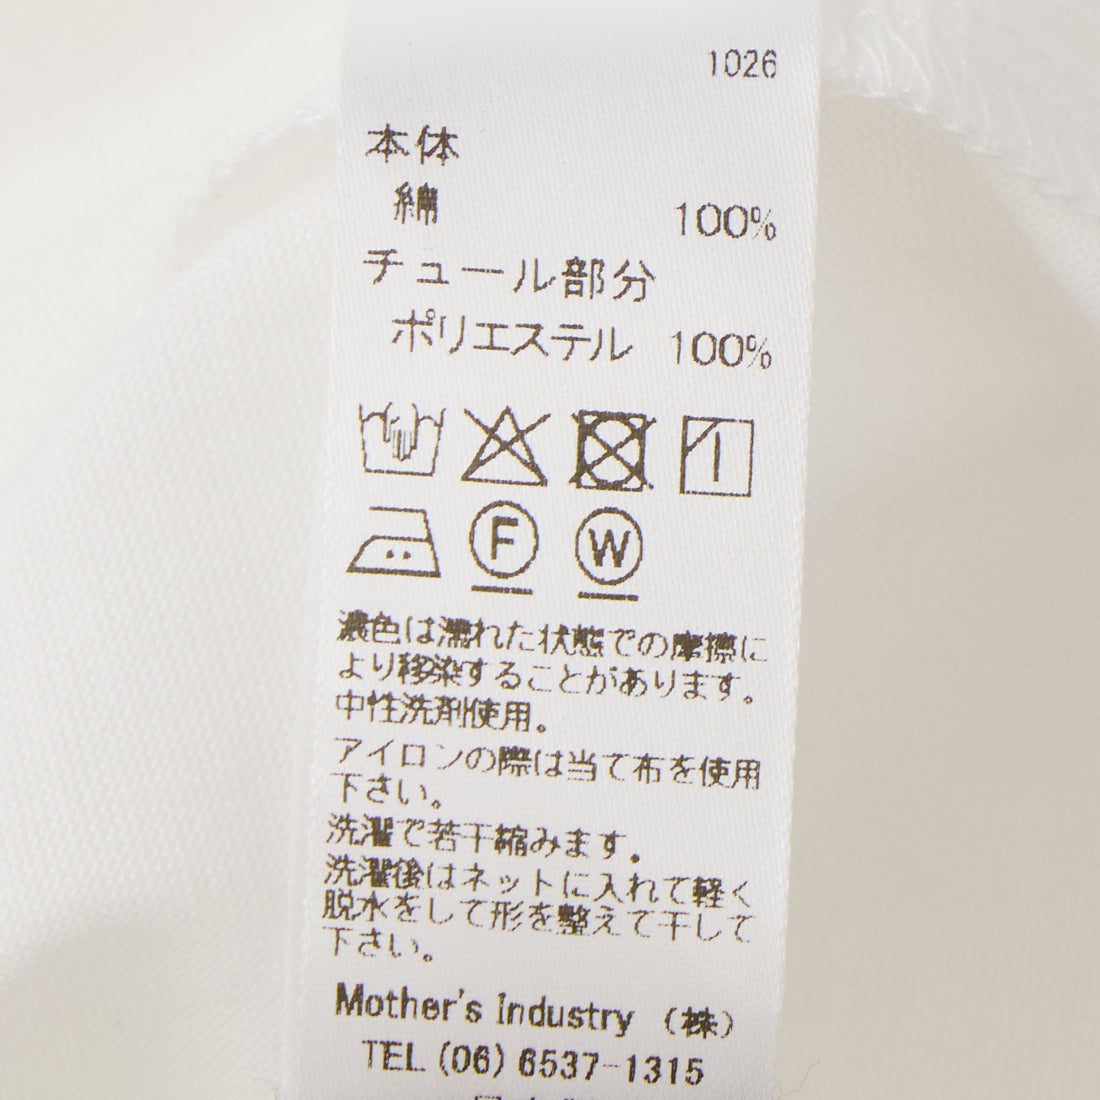 1026
本体
綿 100%
チュール部分
ポリエステル 100%
F W
濃色は濡れた状態での摩擦に
より移染することがあります。
中性洗剤使用。
アイロンの際は当て布を使用
下さい。
洗濯で若干縮みます。
洗濯後はネットに入れて軽く
脱水をして形を整えて干して
下さい。
Mother's Industry (株)
TEL (06) 6537-1315